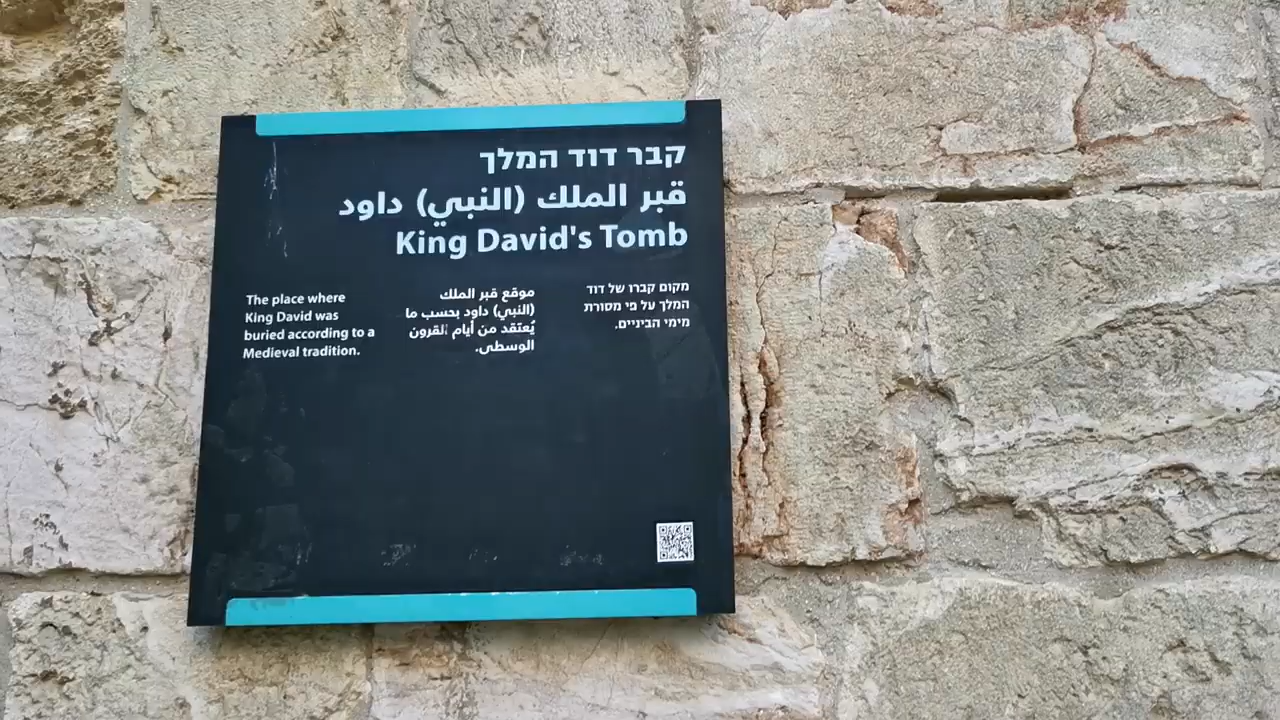 קבר דוד המלך
قبر الملك (النبي) داود
King David's Tomb
מקום קברו של דוד
המלך על פי מסורת
מימי הביניים.
موقع قبر الملك
(النبي) داود بحسب ما
يُعتقد من أيام القرون
الوسطى.
The place where
King David was
buried according to a
Medieval tradition.